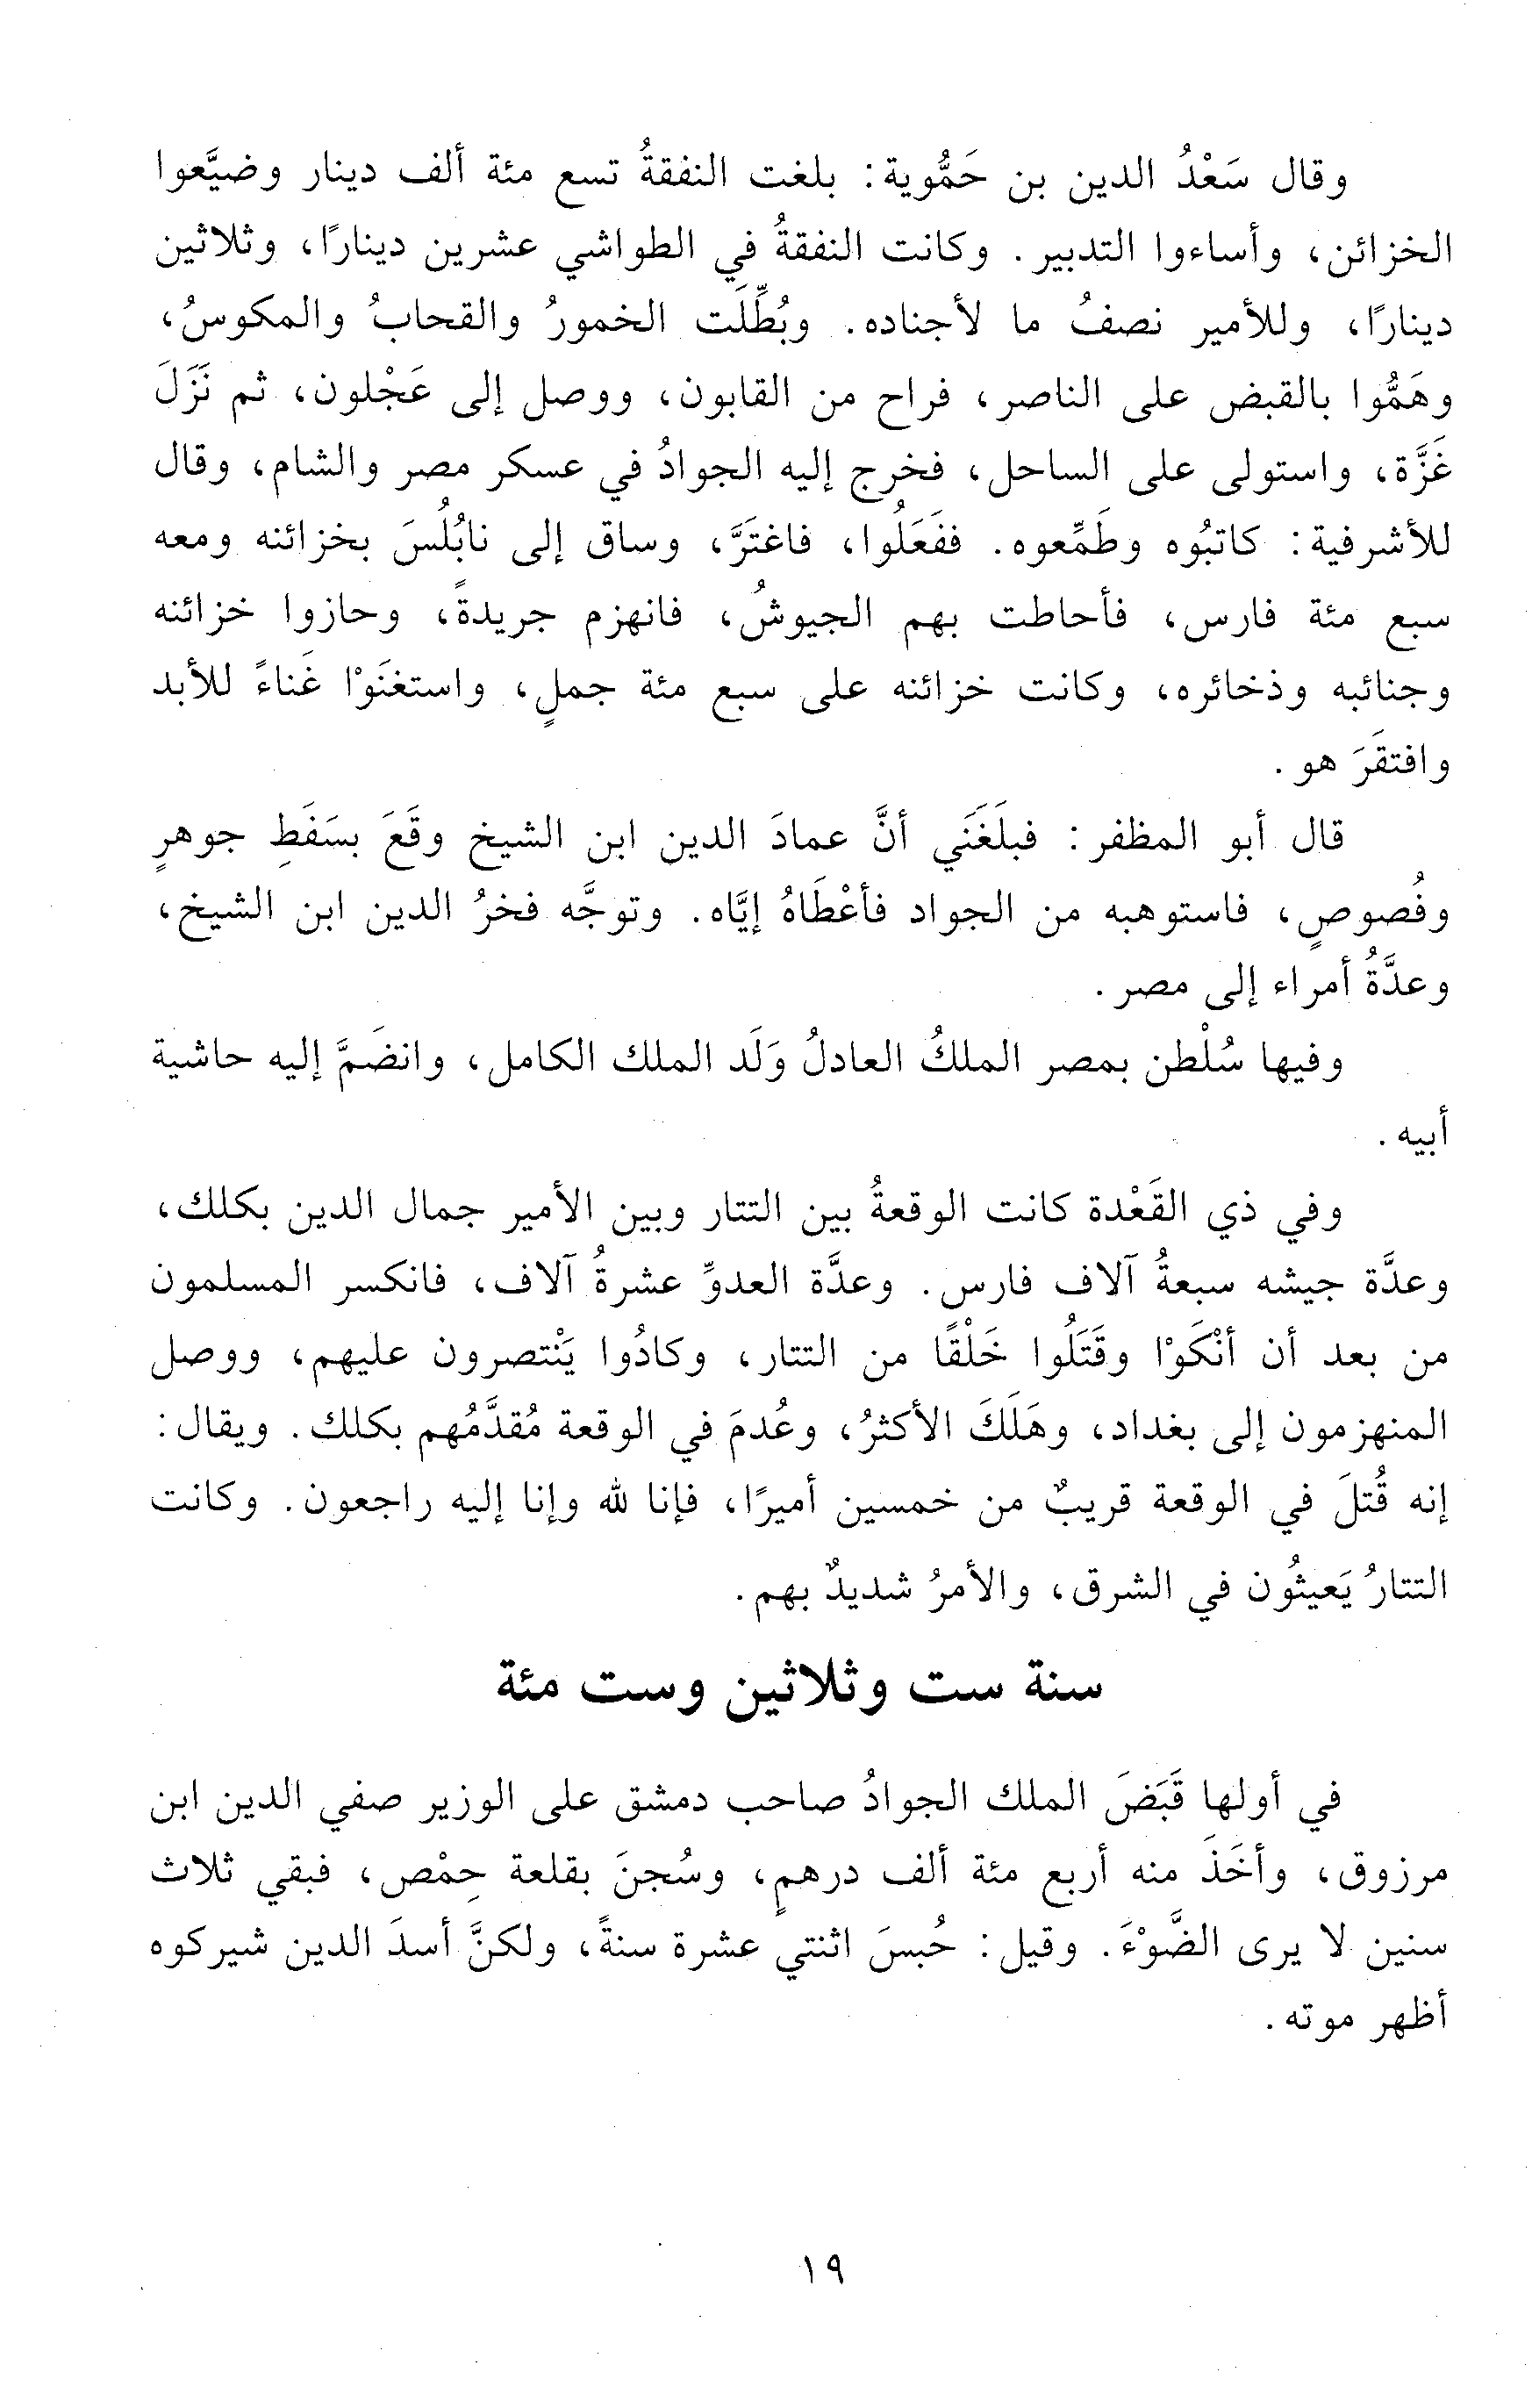 وقال سَعْدُ الدين بن حَمُّوية: بلغت النفقةُ تسع مئة ألف دينار وضيَّعوا
الخزائن، وأساءوا التدبير. وكانت النفقةُ في الطواشي عشرين دينارًا، وثلاثين
دينارًا، وللأمير نصفُ ما لأجناده. وبُطِّلَت الخمورُ والقحابُ والمكوسُ،
وهَمُّوا بالقبض على الناصر، فراح من القابون، ووصل إلى عَجْلون، ثم نَزَلَ
غَزَّة، واستولى على الساحل، فخرج إليه الجوادُ في عسكر مصر والشام، وقال
للأشرفية: كاتبُوه وطَمِّعوه. ففَعَلُوا، فاغتَرَّ، وساق إلى نابُلُسَ بخزائنه ومعه
سبع مئة فارس، فأحاطت بهم الجيوشُ، فانهزم جريدةً، وحازوا خزائنه
وجنائبه وذخائره، وكانت خزائنه على سبع مئة جملٍ، واستغنَوْا غَناءً للأبد
وافتقَرَ هو.
قال أبو المظفر: فبلَغَني أنَّ عمادَ الدين ابن الشيخ وقَعَ بسَفَطِ جوهرٍ
وفُصوصٍ، فاستوهبه من الجواد فأعْطَاهُ إيَّاه. وتوجَّه فخرُ الدين ابن الشيخ،
وعدَّةُ أمراء إلى مصر.
وفيها سُلْطن بمصر الملكُ العادلُ وَلَد الملك الكامل، وانضَمَّ إليه حاشية
أبيه.
وفي ذي القَعْدة كانت الوقعةُ بين التتار وبين الأمير جمال الدين بكلك،
وعدَّة جيشه سبعةُ آلاف فارس. وعدَّة العدوِّ عشرةُ آلاف، فانكسر المسلمون
من بعد أن أنْكَوْا وقَتَلُوا خَلْقًا من التتار، وكادُوا يَنْتصرون عليهم، ووصل
المنهزمون إلى بغداد، وهَلَكَ الأكثرُ، وعُدمَ في الوقعة مُقدَّمُهم بكلك. ويقال:
إنه قُتلَ في الوقعة قريبٌ من خمسين أميرًا، فإنا لله وإنا إليه راجعون. وكانت
التتارُ يَعيثُون في الشرق، والأمرُ شديدٌ بهم.
سنة ست وثلاثين وست مئة
في أولها قَبَضَ الملك الجوادُ صاحب دمشق على الوزير صفي الدين ابن
مرزوق، وأخَذَ منه أربع مئة ألف درهمٍ، وسُجنَ بقلعة حِمْص، فبقي ثلاث
سنين لا يرى الضَّوْءَ. وقيل: حُبسَ اثنتي عشرة سنةً، ولكنَّ أسدَ الدين شيركوه
أظهر موته.
١٩